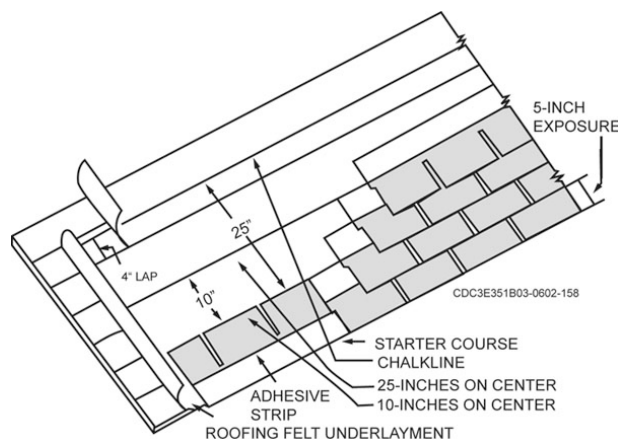 5-INCH
EXPOSURE
25"
4" LAP
10"
CDC3E351B03-0602-158
STARTER COURSE
CHALKLINE
25-INCHES ON CENTER
ADHESIVE
STRIP
10-INCHES ON CENTER
ROOFING FELT UNDERLAYMENT